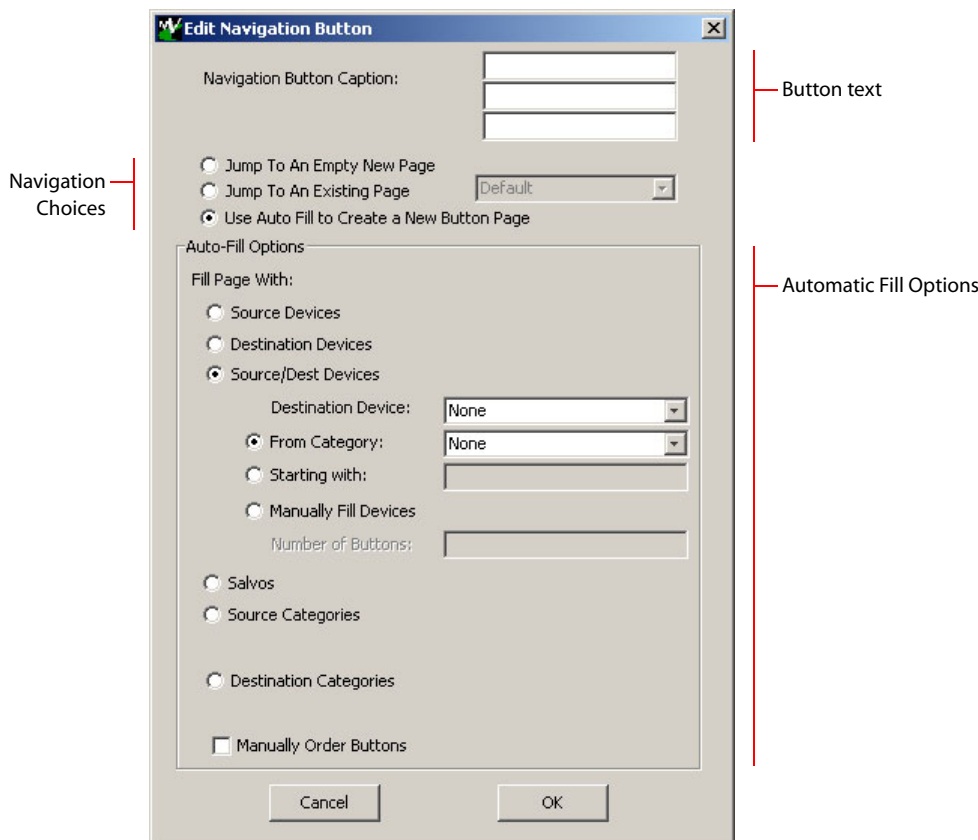 Edit Navigation Button
Navigation Button Caption:
Button text
Navigation
Choices
Jump To An Empty New Page
Jump To An Existing Page
Default
Use Auto Fill to Create a New Button Page
Auto-Fill Options
Automatic Fill Options
Fill Page With:
Source Devices
Destination Devices
Source/Dest Devices
Destination Device:
None
From Category:
None
Starting with:
Manually Fill Devices
Number of Buttons:
Salvos
Source Categories
Destination Categories
Manually Order Buttons
Cancel
OK